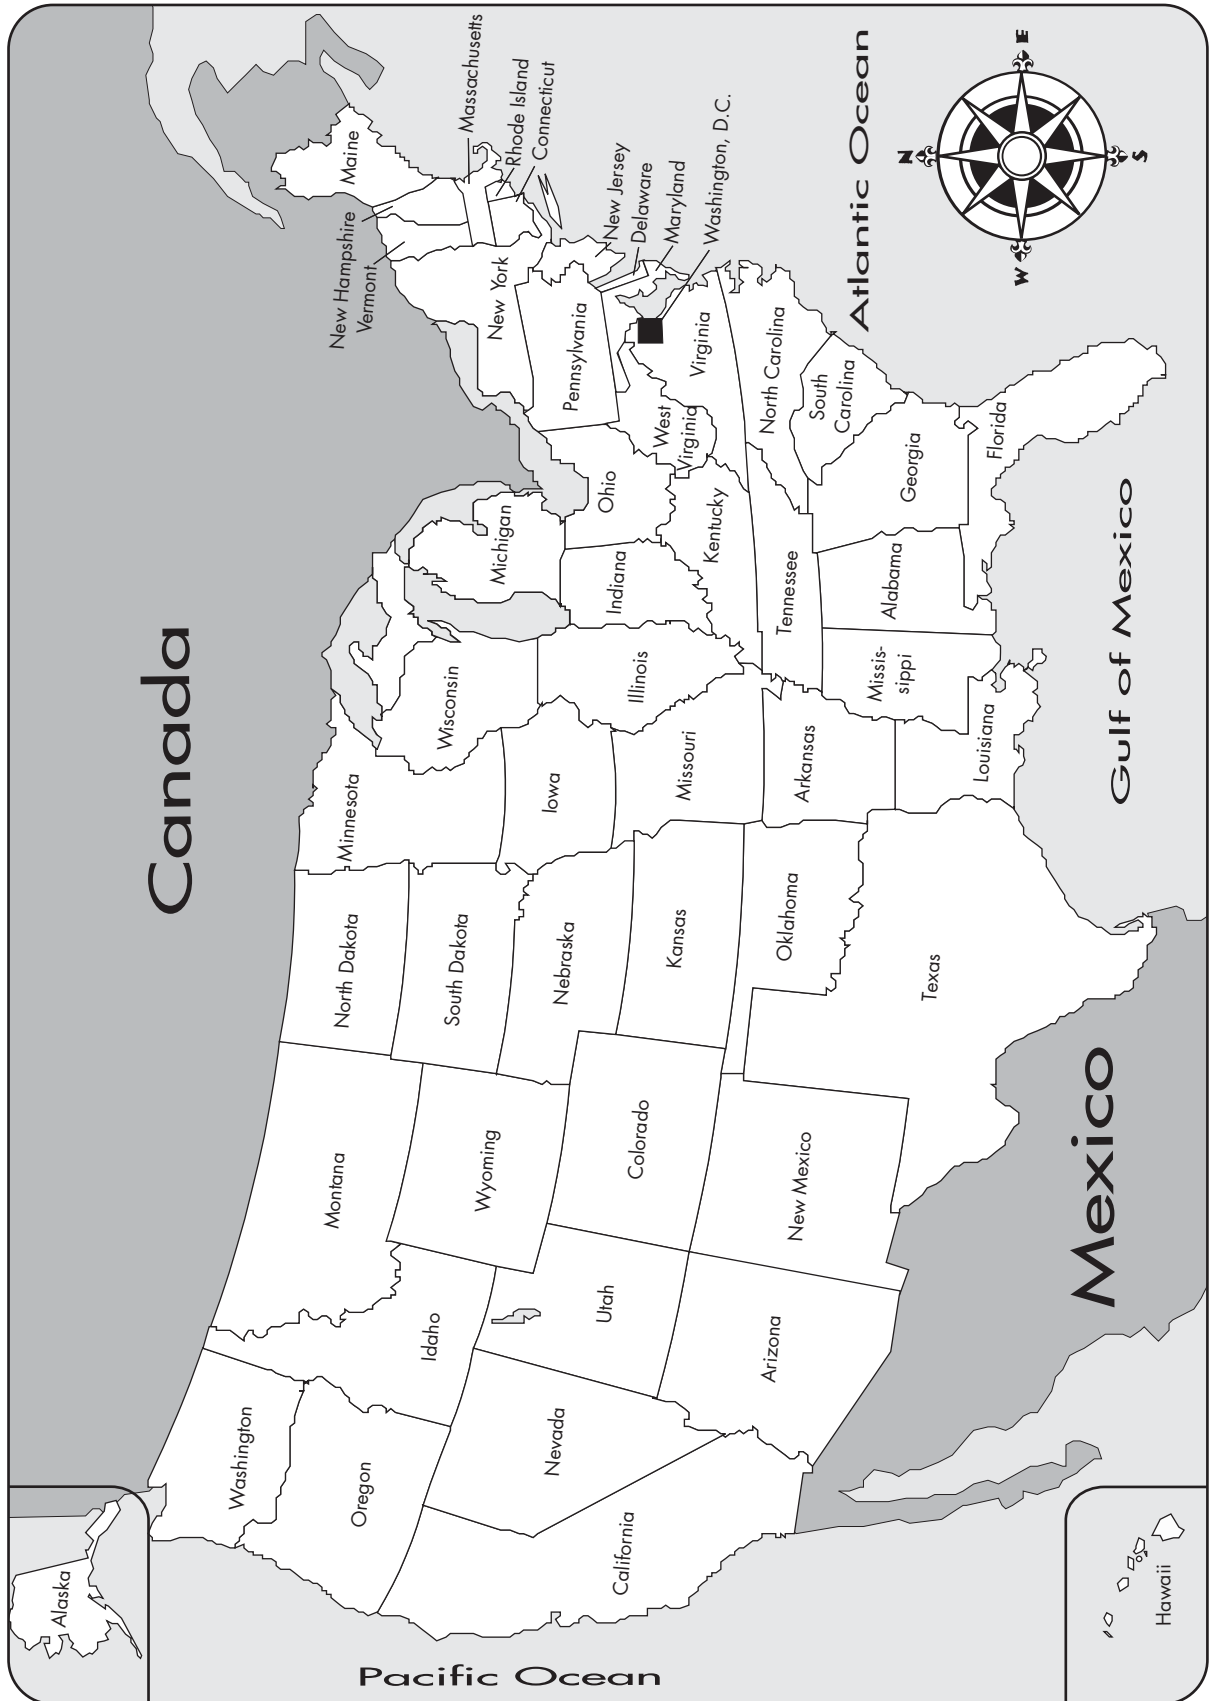 Canada
Washington
Oregon
California
Idaho
Nevada
Montana
Wyoming
Utah
Arizona
Colorado
New Mexico
North Dakota
South Dakota
Nebraska
Kansas
Oklahoma
Texas
Minnesota
Iowa
Missouri
Arkansas
Louisiana
Wisconsin
Illinois
Missis-
sippi
Michigan
Indiana
Kentucky
Tennessee
Alabama
Ohio
West
Virginia
Georgia
Florida
South
Carolina
North Carolina
Virginia
Pennsylvania
New York
New Hampshire
Vermont
Maine
Massachusetts
Rhode Island
Connecticut
New Jersey
Delaware
Maryland
Washington, D.C.
Atlantic Ocean
Gulf of Mexico
Mexico
Pacific Ocean
Alaska
Hawaii
N
E
S
W